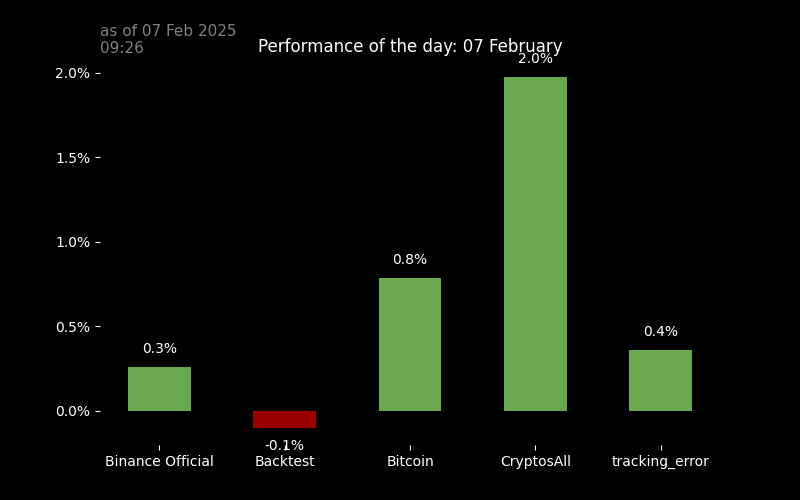 as of 07 Feb 2025
09:26
Performance of the day: 07 February
2.0%
2.0%
1.5%
1.0%
0.8%
0.5%
0.3%
0.4%
0.0%
-0.1%
Binance Official
Backtest
Bitcoin
CryptosAll
tracking_error